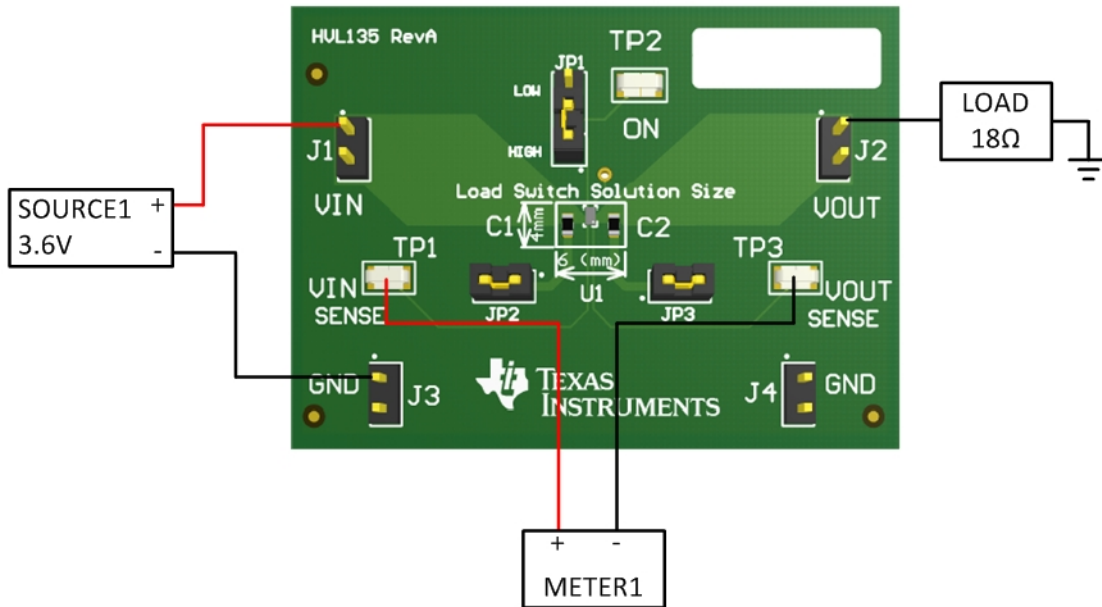 HVL135 RevA
TP2
JP1
LOW
ON
HIGH
LOAD
18Ω
J1
J2
VIN
VOUT
SOURCE1
3.6V
+
-
Load Switch Solution Size
C1
4mm
C2
6 (mm)
U1
TP1
TP3
VIN
SENSE
VOUT
SENSE
JP2
JP3
GND
J3
TEXAS
INSTRUMENTS
J4
GND
+
-
METER1